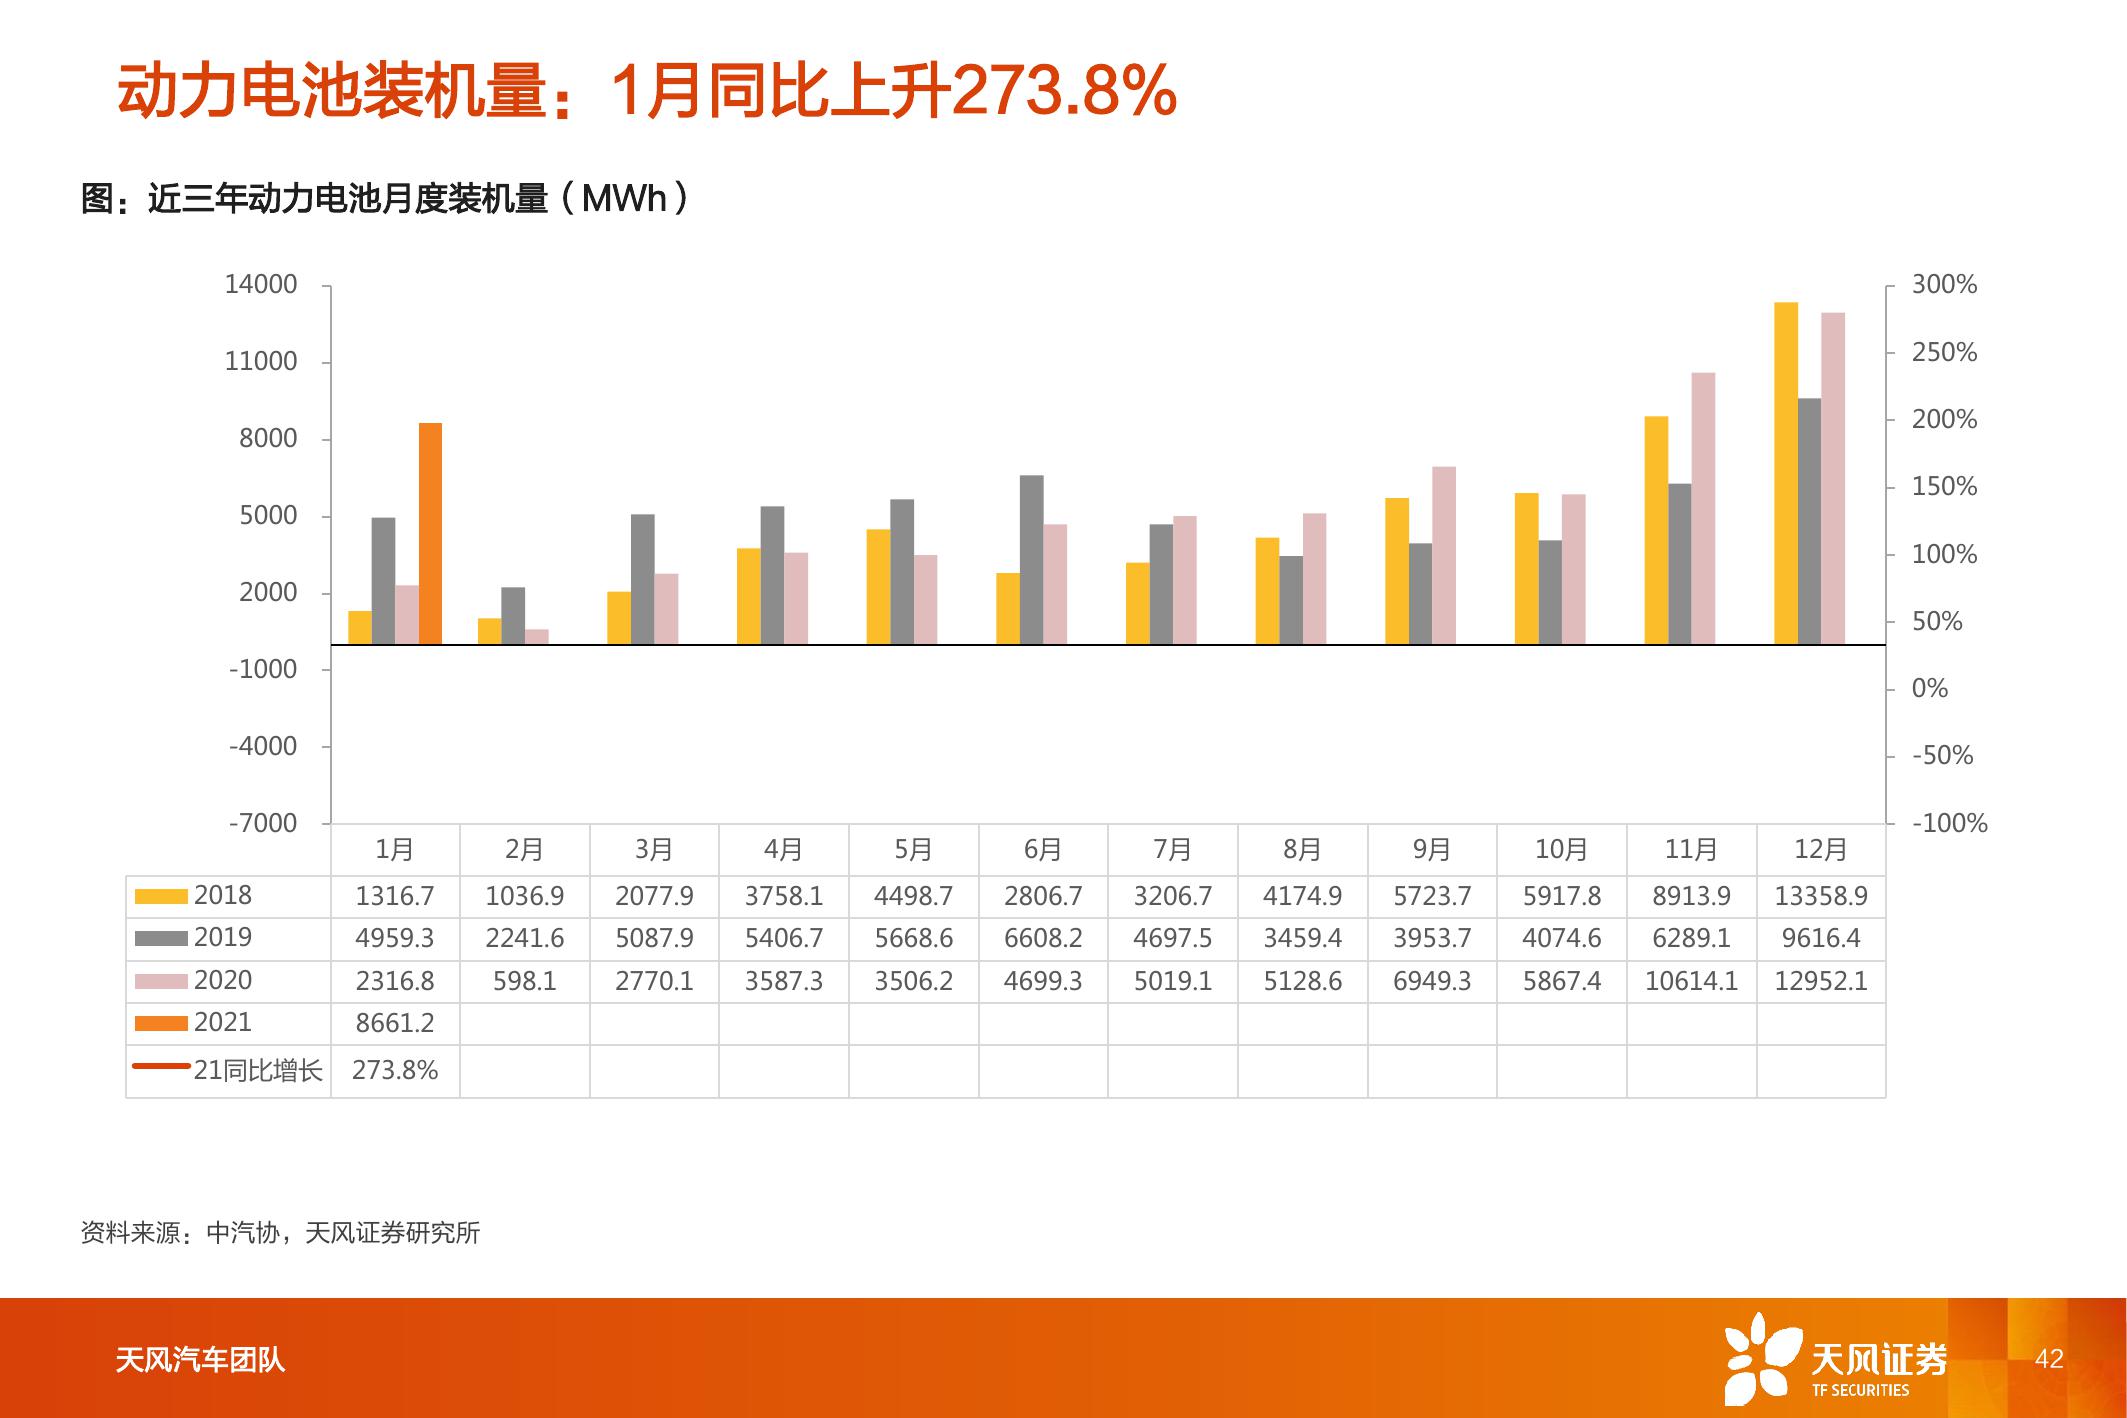 动力电池装机量：1月同比上升273.8%
图：近三年动力电池月度装机量（MWh）
14000
11000
8000
5000
2000
-1000
-4000
-7000
300%
250%
200%
150%
100%
50%
0%
-50%
-100%
1月 2月 3月 4月 5月 6月 7月 8月 9月 10月 11月 12月
2018 1316.7 1036.9 2077.9 3758.1 4498.7 2806.7 3206.7 4174.9 5723.7 5917.8 8913.9 13358.9
2019 4959.3 2241.6 5087.9 5406.7 5668.6 6608.2 4697.5 3459.4 3953.7 4074.6 6289.1 9616.4
2020 2316.8 598.1 2770.1 3587.3 3506.2 4699.3 5019.1 5128.6 6949.3 5867.4 10614.1 12952.1
2021 8661.2
21同比增长 273.8%
资料来源：中汽协，天风证券研究所
天风汽车团队
天风证券
TF SECURITIES
42